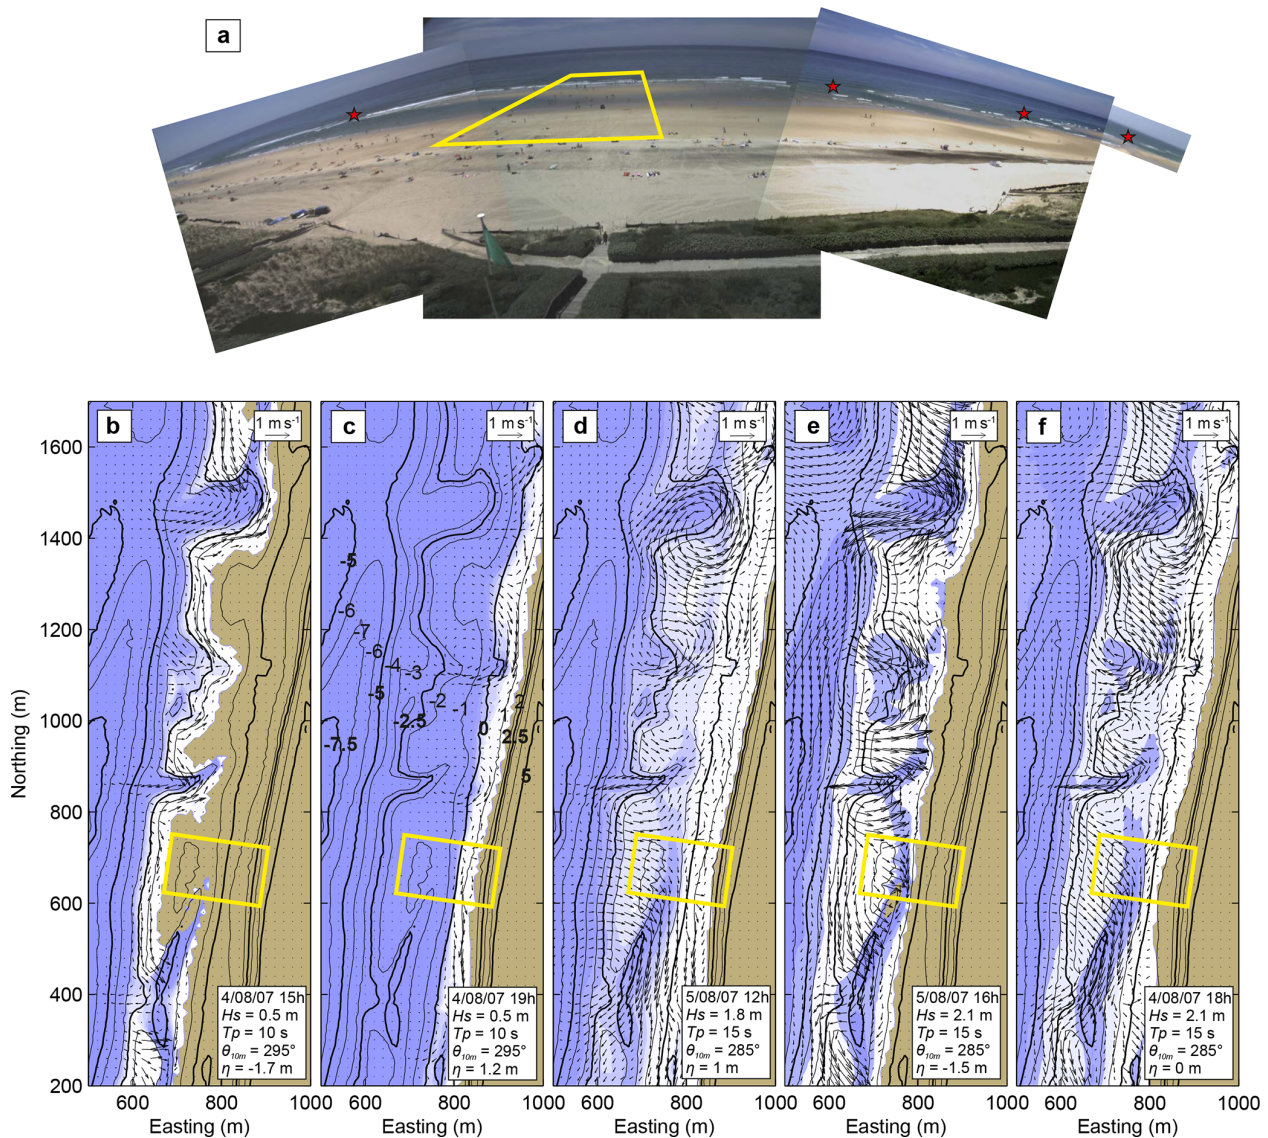 a
b
1 m s-1
c
1 m s-1
d
1 m s-1
e
1 m s-1
f
1 m s-1
Northing (m)
1600
1400
1200
1000
800
600
400
200
-5
-6
-7
-6
-4
-3
-5
-2
-1
-2.5
0
2
2.5
-7.5
5
4/08/07 15h
Hs = 0.5 m
Tp = 10 s
θ10m = 295°
η = -1.7 m
4/08/07 19h
Hs = 0.5 m
Tp = 10 s
θ10m = 295°
η = 1.2 m
5/08/07 12h
Hs = 1.8 m
Tp = 15 s
θ10m = 285°
η = 1 m
5/08/07 16h
Hs = 2.1 m
Tp = 15 s
θ10m = 285°
η = -1.5 m
4/08/07 18h
Hs = 2.1 m
Tp = 15 s
θ10m = 285°
η = 0 m
600 800 1000 800 1000 600 800 1000 600 800 1000 600 800 1000
Easting (m) Easting (m) Easting (m) Easting (m) Easting (m)